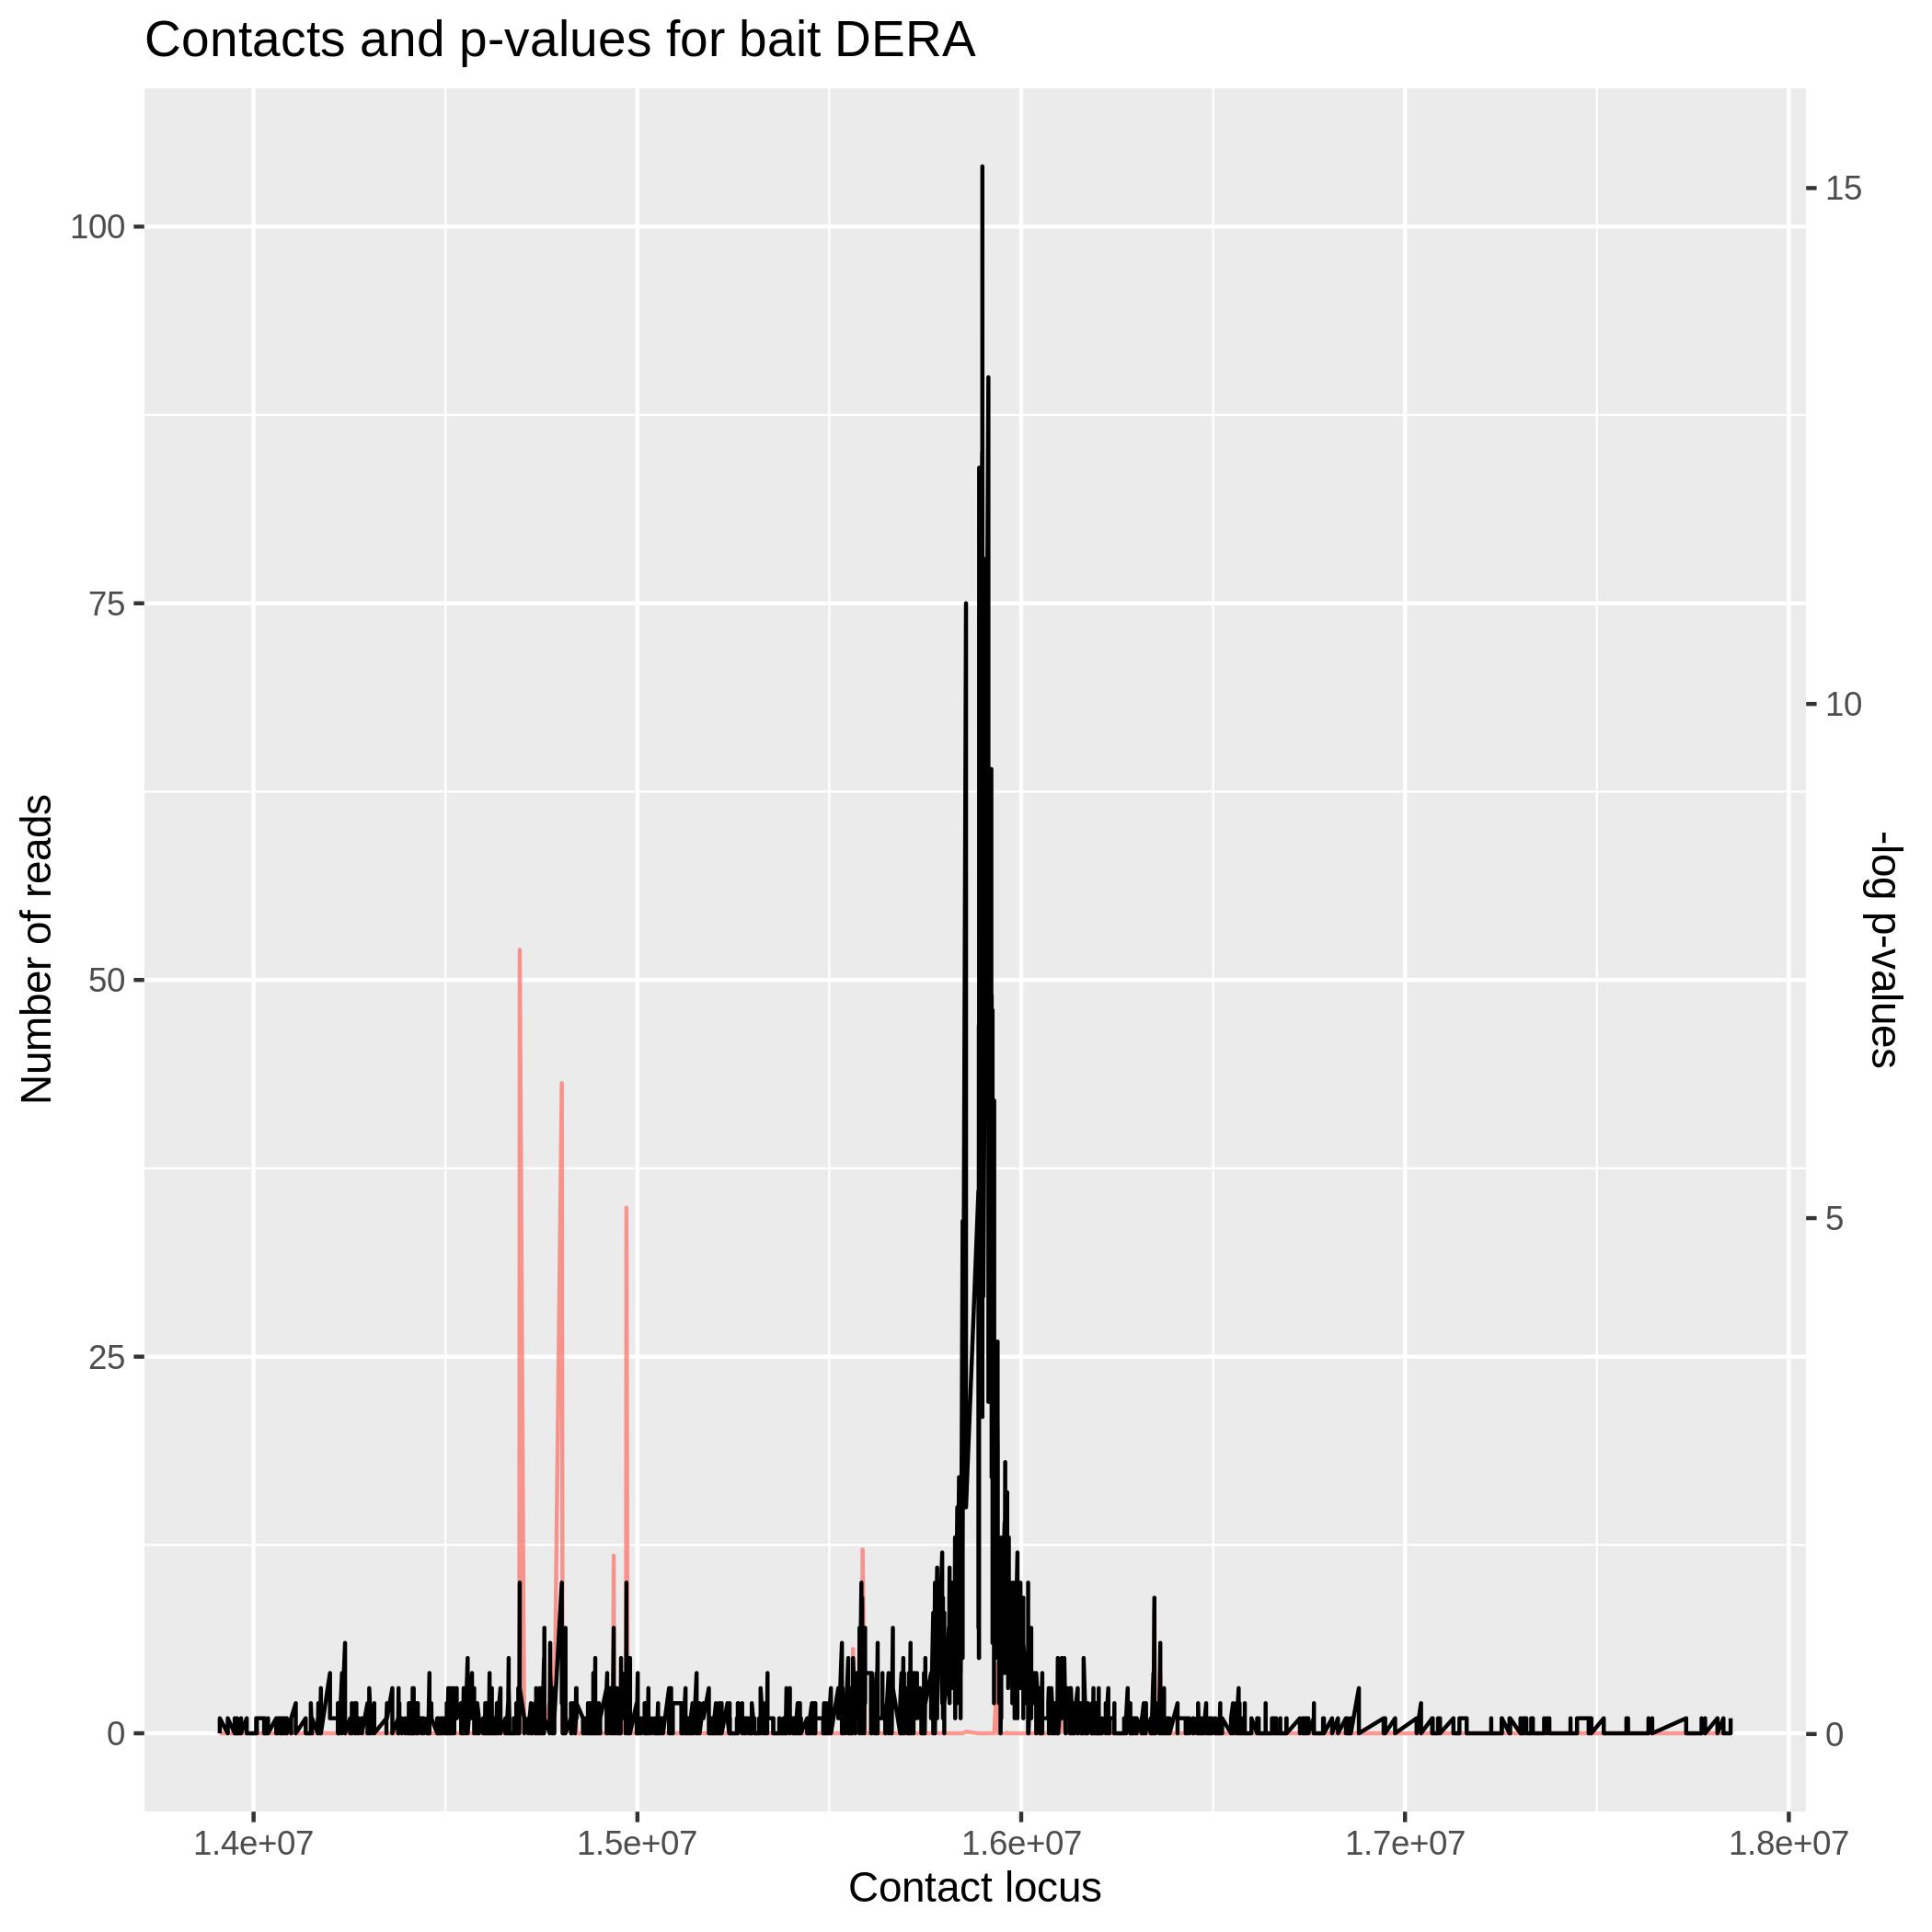 Contacts and p-values for bait DERA
Number of reads
100
75
50
25
0
15
10
5
0
-log p-values
1.4e+07
1.5e+07
1.6e+07
1.7e+07
1.8e+07
Contact locus